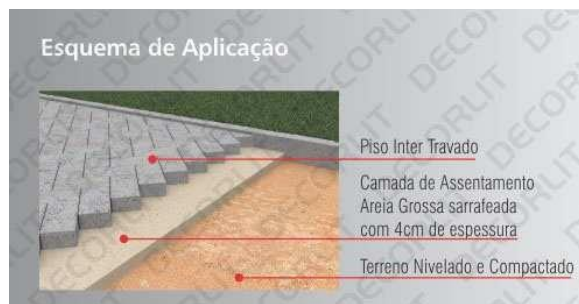 Esquema de Aplicação
Piso Inter Travado
Camada de Assentamento
Areia Grossa sarrafeada
com 4cm de espessura
Terreno Nivelado e Compactado
DECORLIT